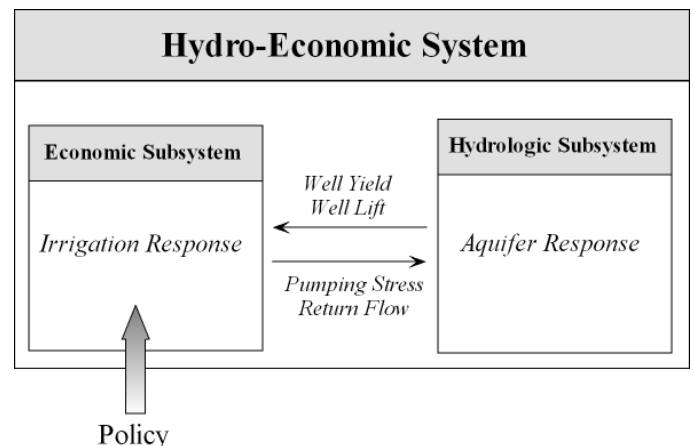 Hydro-Economic System
Economic Subsystem
Irrigation Response
Well Yield
Well Lift
Pumping Stress
Return Flow
Hydrologic Subsystem
Aquifer Response
Policy